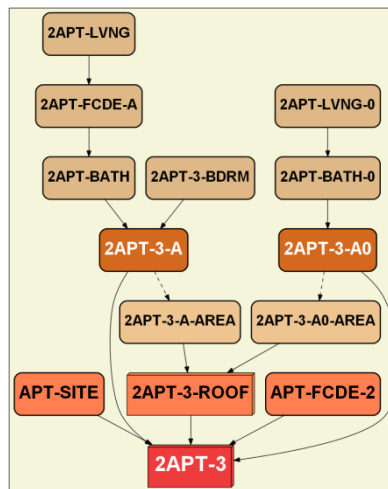 2APT-LVNG
2APT-FCDE-A
2APT-LVNG-0
2APT-BATH
2APT-3-BDRM
2APT-BATH-0
2APT-3-A
2APT-3-A0
2APT-3-A-AREA
2APT-3-A0-AREA
APT-SITE
2APT-3-ROOF
APT-FCDE-2
2APT-3